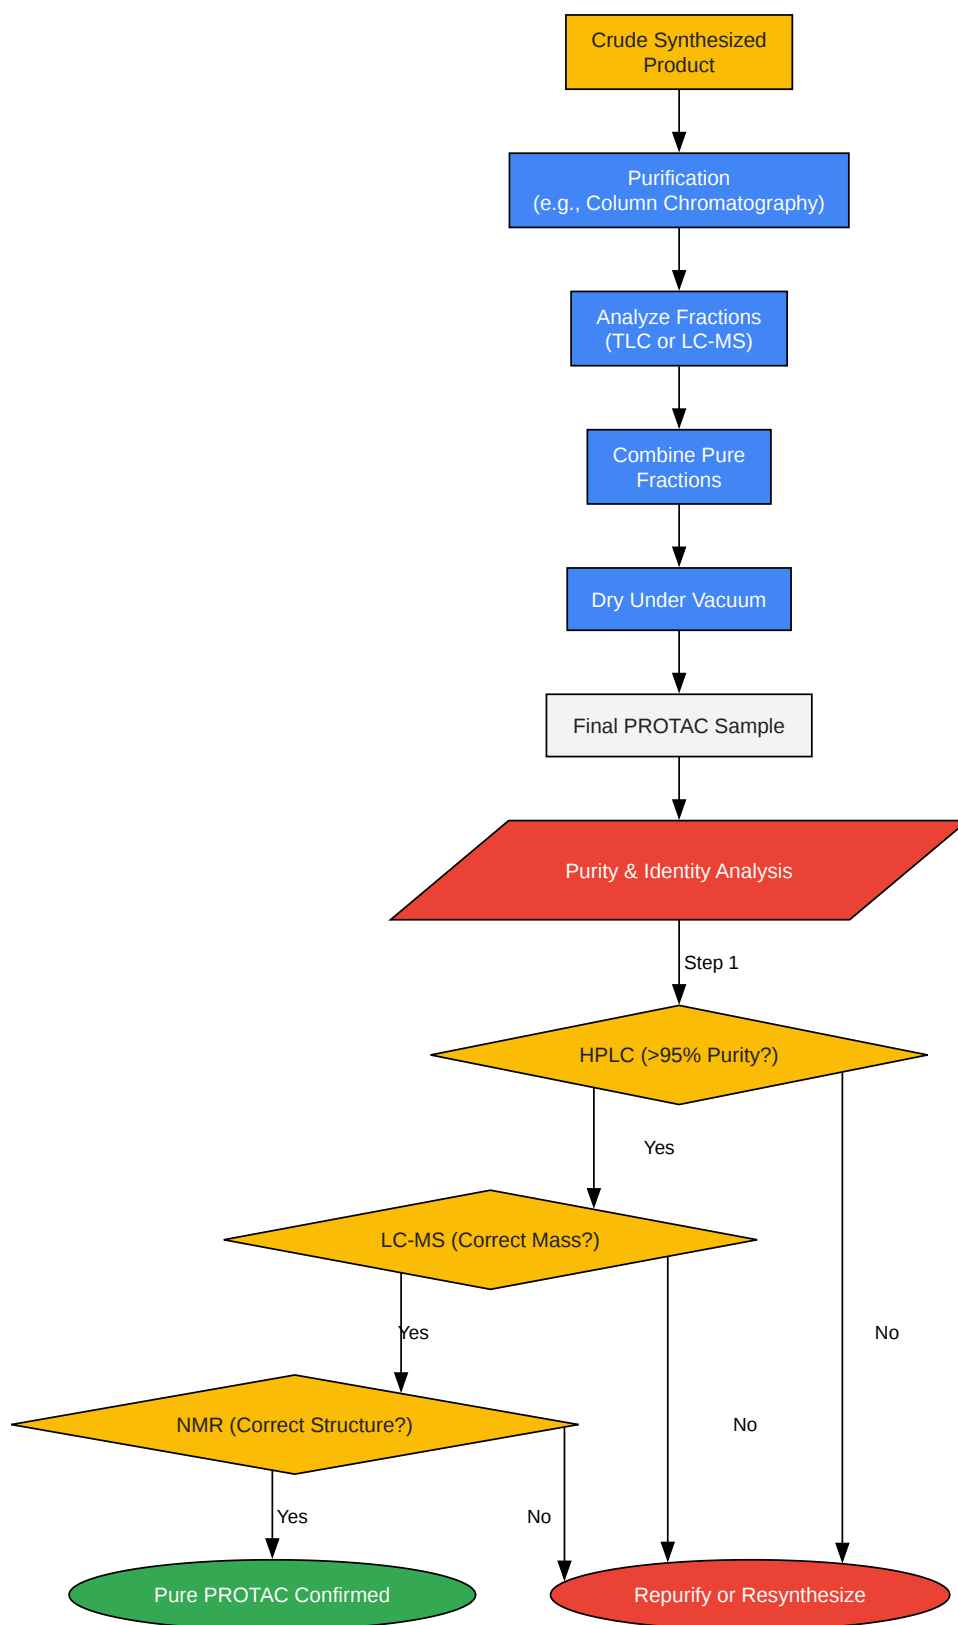 Crude Synthesized
Product
Purification
(e.g., Column Chromatography)
Analyze Fractions
(TLC or LC-MS)
Combine Pure
Fractions
Dry Under Vacuum
Final PROTAC Sample
Purity & Identity Analysis
Step 1
HPLC (>95% Purity?)
Yes
LC-MS (Correct Mass?)
Yes
No
NMR (Correct Structure?)
No
Yes
No
Pure PROTAC Confirmed
Repurify or Resynthesize